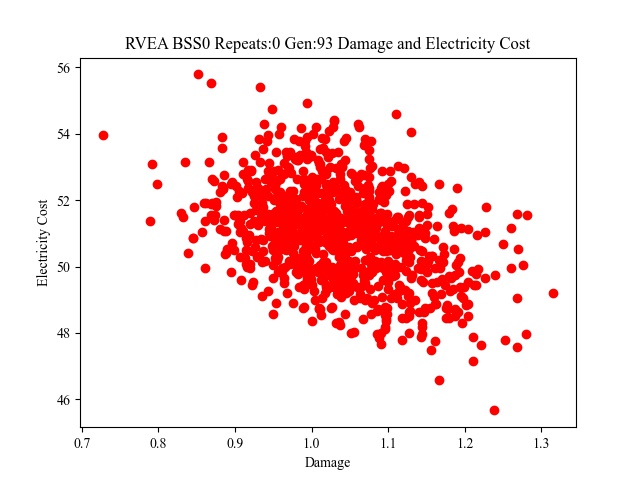 RVEA BSS0 Repeats:0 Gen:93 Damage and Electricity Cost
56
54
52
50
48
46
Electricity Cost
0.7 0.8 0.9 1.0 1.1 1.2 1.3
Damage